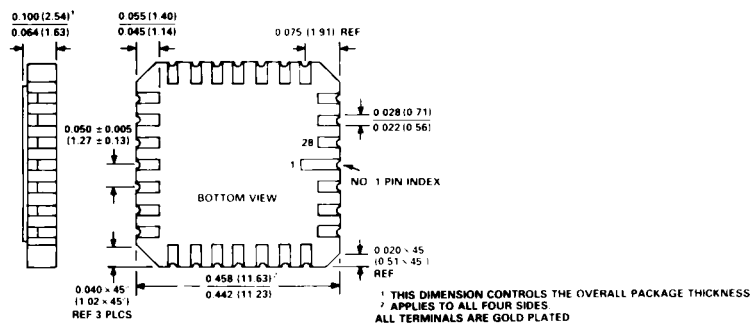 0.100 (2.54)¹
0.064 (1.63)
0.055 (1.40)
0.045 (1.14)
0.075 (1.91) REF
0.028 (0.71)
0.022 (0.56)
0.050 ± 0.005
(1.27 ± 0.13)
28
1
NO. 1 PIN INDEX
BOTTOM VIEW
0.020 × 45°
(0.51 × 45°)
REF
0.040 × 45°
(1.02 × 45°)
REF 3 PLCS
0.458 (11.63)²
0.442 (11.23)
¹ THIS DIMENSION CONTROLS THE OVERALL PACKAGE THICKNESS
² APPLIES TO ALL FOUR SIDES.
ALL TERMINALS ARE GOLD PLATED